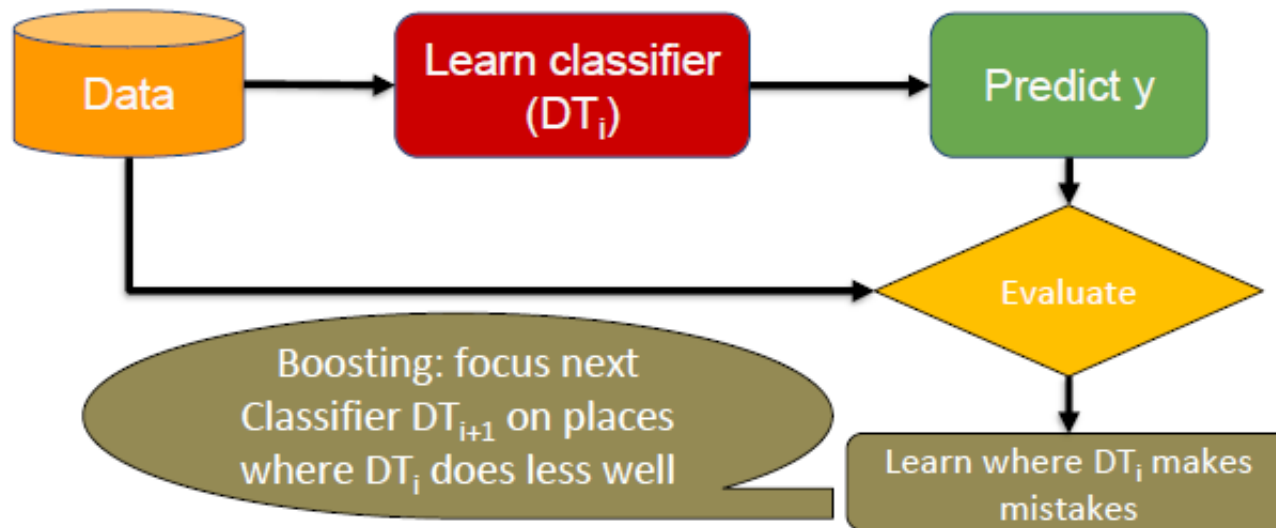 Data
Learn classifier
(DTᵢ)
Predict y
Evaluate
Boosting: focus next
Classifier DTᵢ₊₁ on places
where DTᵢ does less well
Learn where DTᵢ makes
mistakes